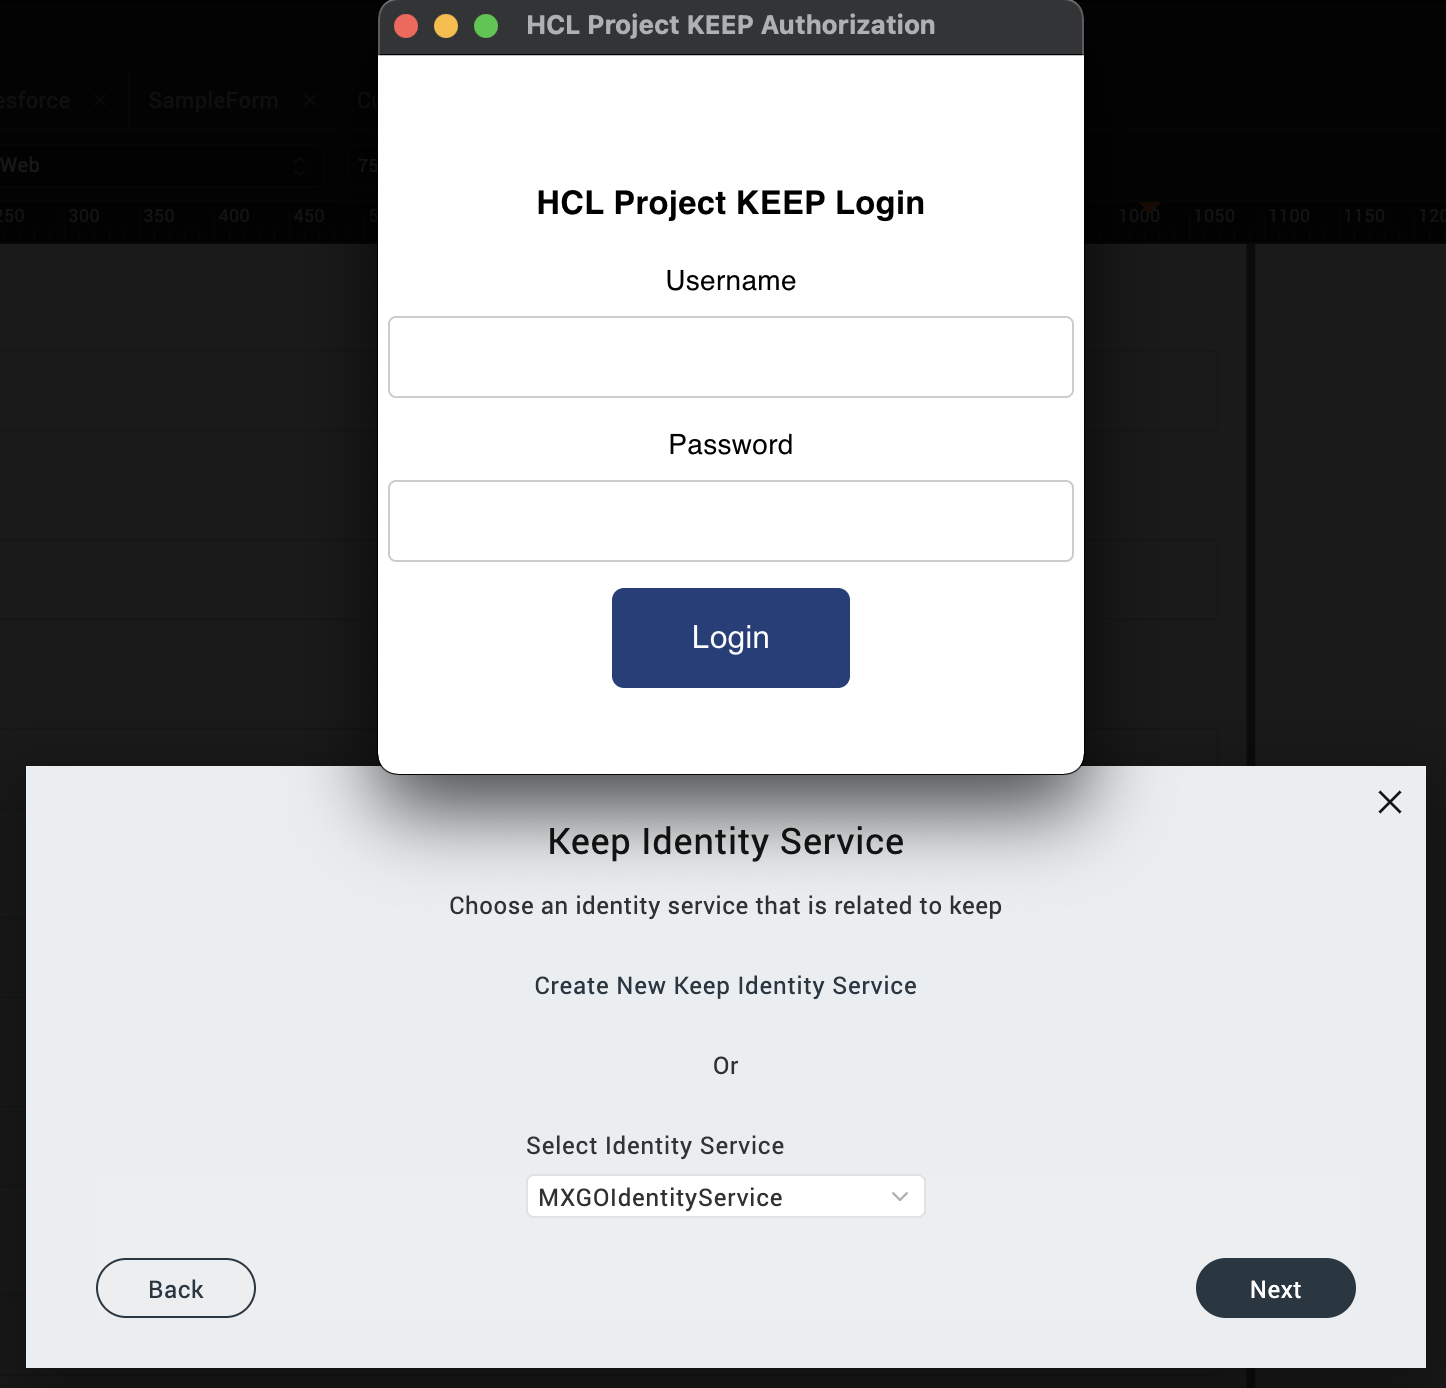 HCL Project KEEP Authorization
esforce
SampleForm
Web
75
250 300 350 400 450 5 1000 1050 1100 1150 120
HCL Project KEEP Login
Username
Password
Login
Keep Identity Service
Choose an identity service that is related to keep
Create New Keep Identity Service
Or
Select Identity Service
MXGOIdentityService
Back
Next